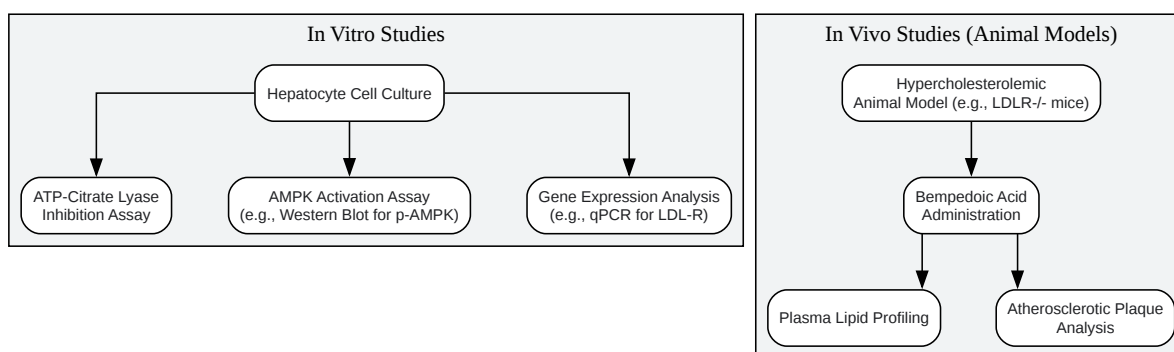 In Vitro Studies
Hepatocyte Cell Culture
ATP-Citrate Lyase
Inhibition Assay
AMPK Activation Assay
(e.g., Western Blot for p-AMPK)
Gene Expression Analysis
(e.g., qPCR for LDL-R)
In Vivo Studies (Animal Models)
Hypercholesterolemic
Animal Model (e.g., LDLR-/- mice)
Bempedoic Acid
Administration
Plasma Lipid Profiling
Atherosclerotic Plaque
Analysis